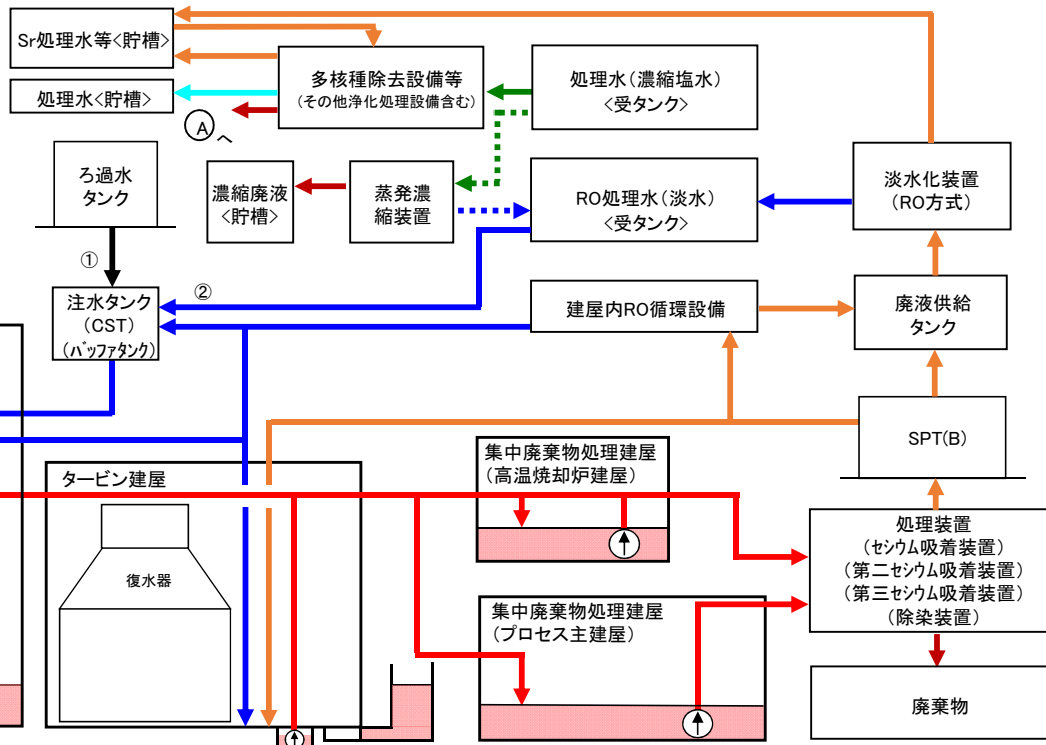 Sr処理水等<貯槽>
処理水<貯槽>
多核種除去設備等
(その他浄化処理設備含む)
A
へ
処理水(濃縮塩水)
<受タンク>
ろ過水
タンク
濃縮廃液
<貯槽>
蒸発濃
縮装置
RO処理水(淡水)
<受タンク>
淡水化装置
(RO方式)
①
②
注水タンク
(CST)
(バッファタンク)
建屋内RO循環設備
廃液供給
タンク
SPT(B)
タービン建屋
復水器
集中廃棄物処理建屋
(高温焼却炉建屋)
集中廃棄物処理建屋
(プロセス主建屋)
処理装置
(セシウム吸着装置)
(第二セシウム吸着装置)
(第三セシウム吸着装置)
(除染装置)
廃棄物